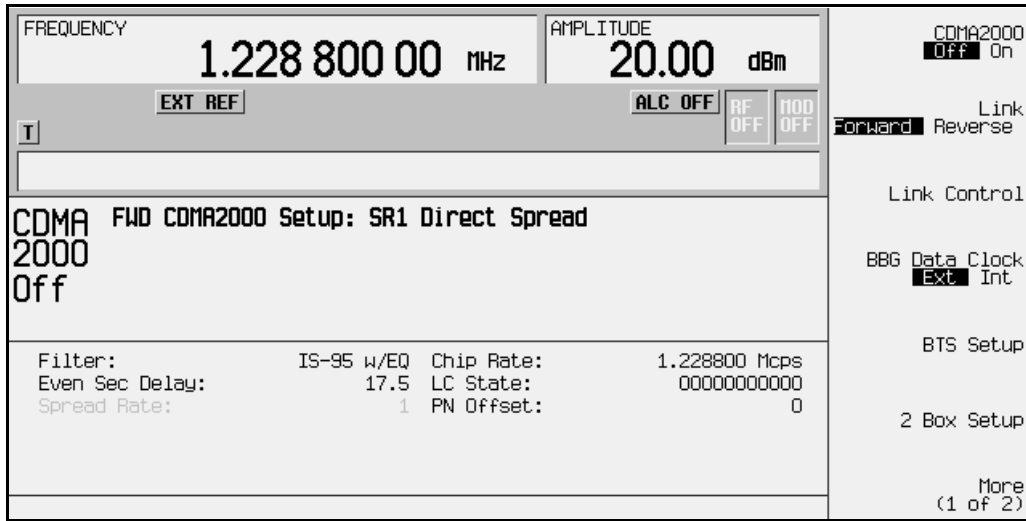 FREQUENCY
1.228 800 00 MHz
AMPLITUDE
20.00 dBm
EXT REF
ALC OFF
RF OFF
MOD OFF
T
CDMA 2000 Off
FWD CDMA2000 Setup: SR1 Direct Spread
Filter: IS-95 w/EQ Chip Rate: 1.228800 Mcps
Even Sec Delay: 17.5 LC State: 00000000000
Spread Rate: 1 PN Offset: 0
CDMA2000
Off On
Link
Forward Reverse
Link Control
BBG Data Clock
Ext Int
BTS Setup
2 Box Setup
More
(1 of 2)